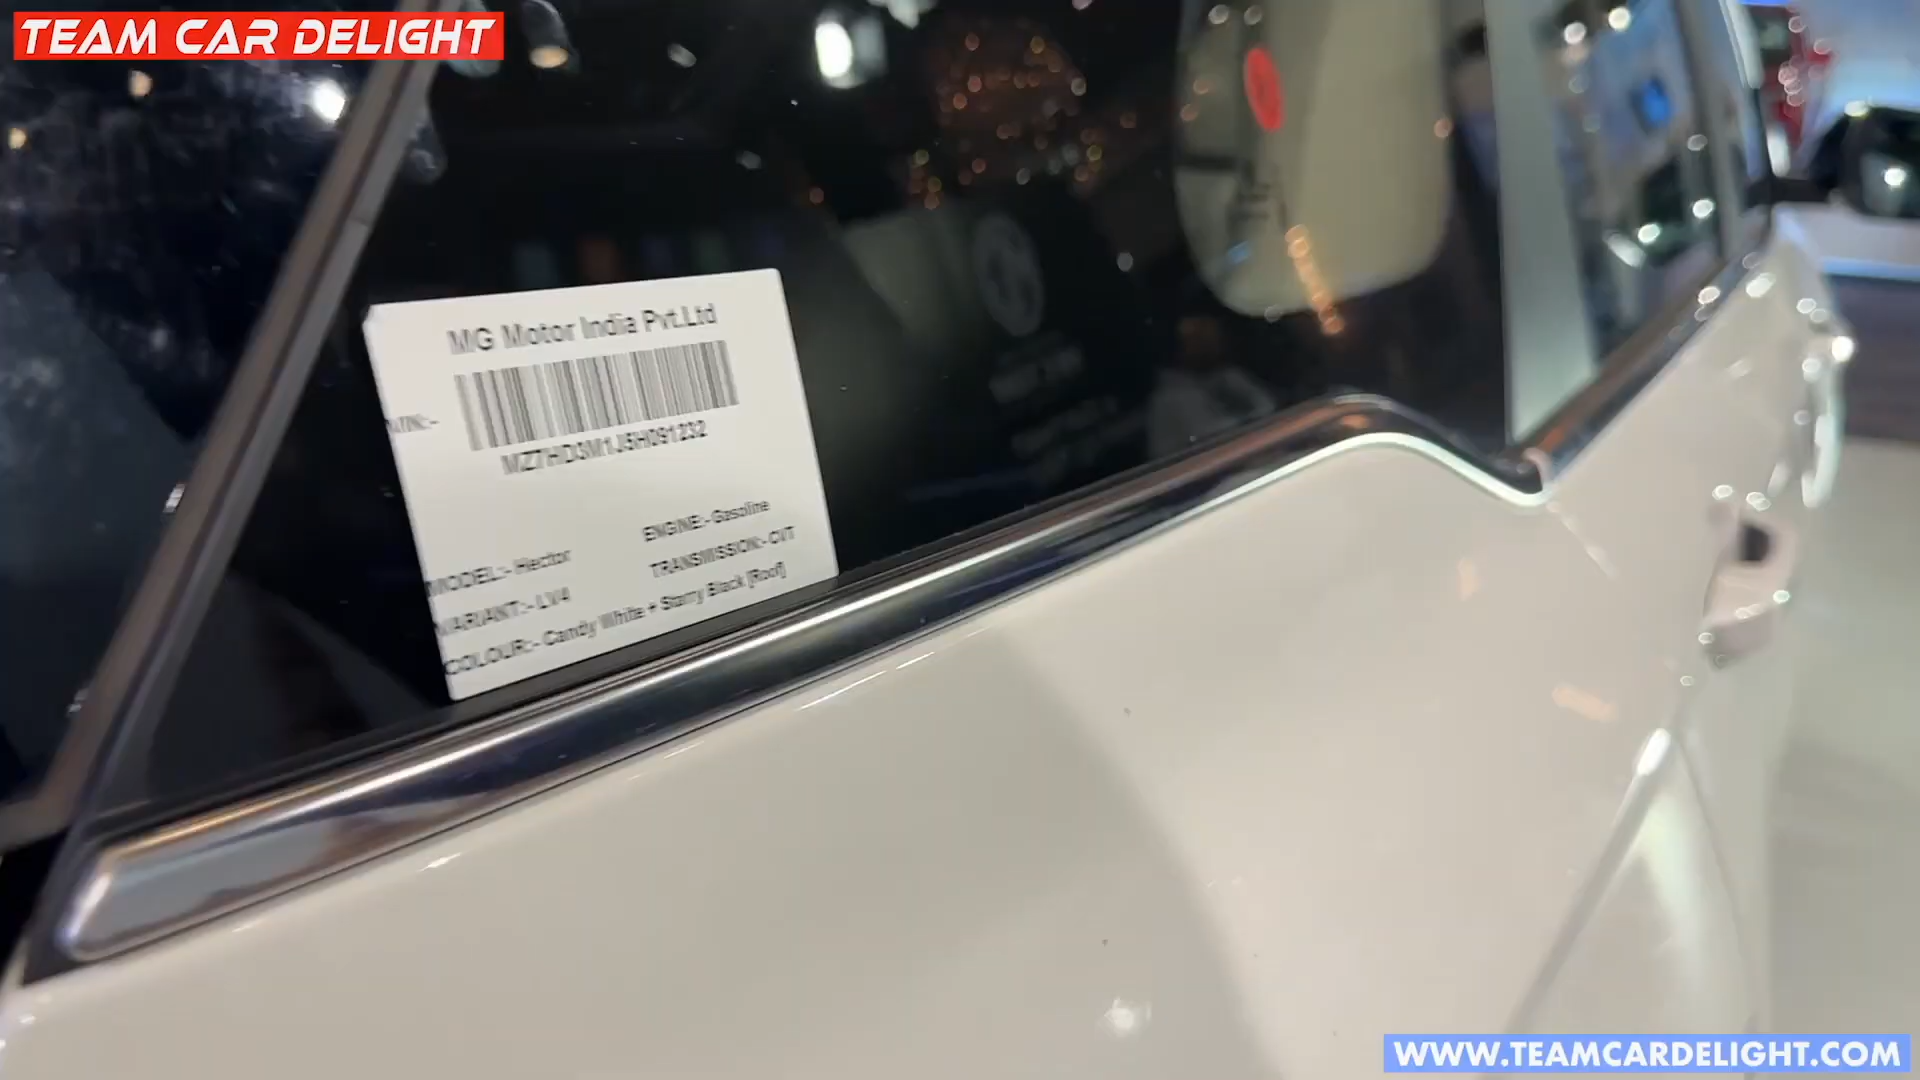 TEAM CAR DELIGHT
MG Motor India Pvt.Ltd
VIN:-
MZ7HD3M1J5H091232
ENGINE:- Gasoline
MODEL:- Hector
TRANSMISSION:- CVT
VARIANT:- LV4
COLOUR:- Candy White + Starry Black [Roof]
WWW.TEAMCARDELIGHT.COM